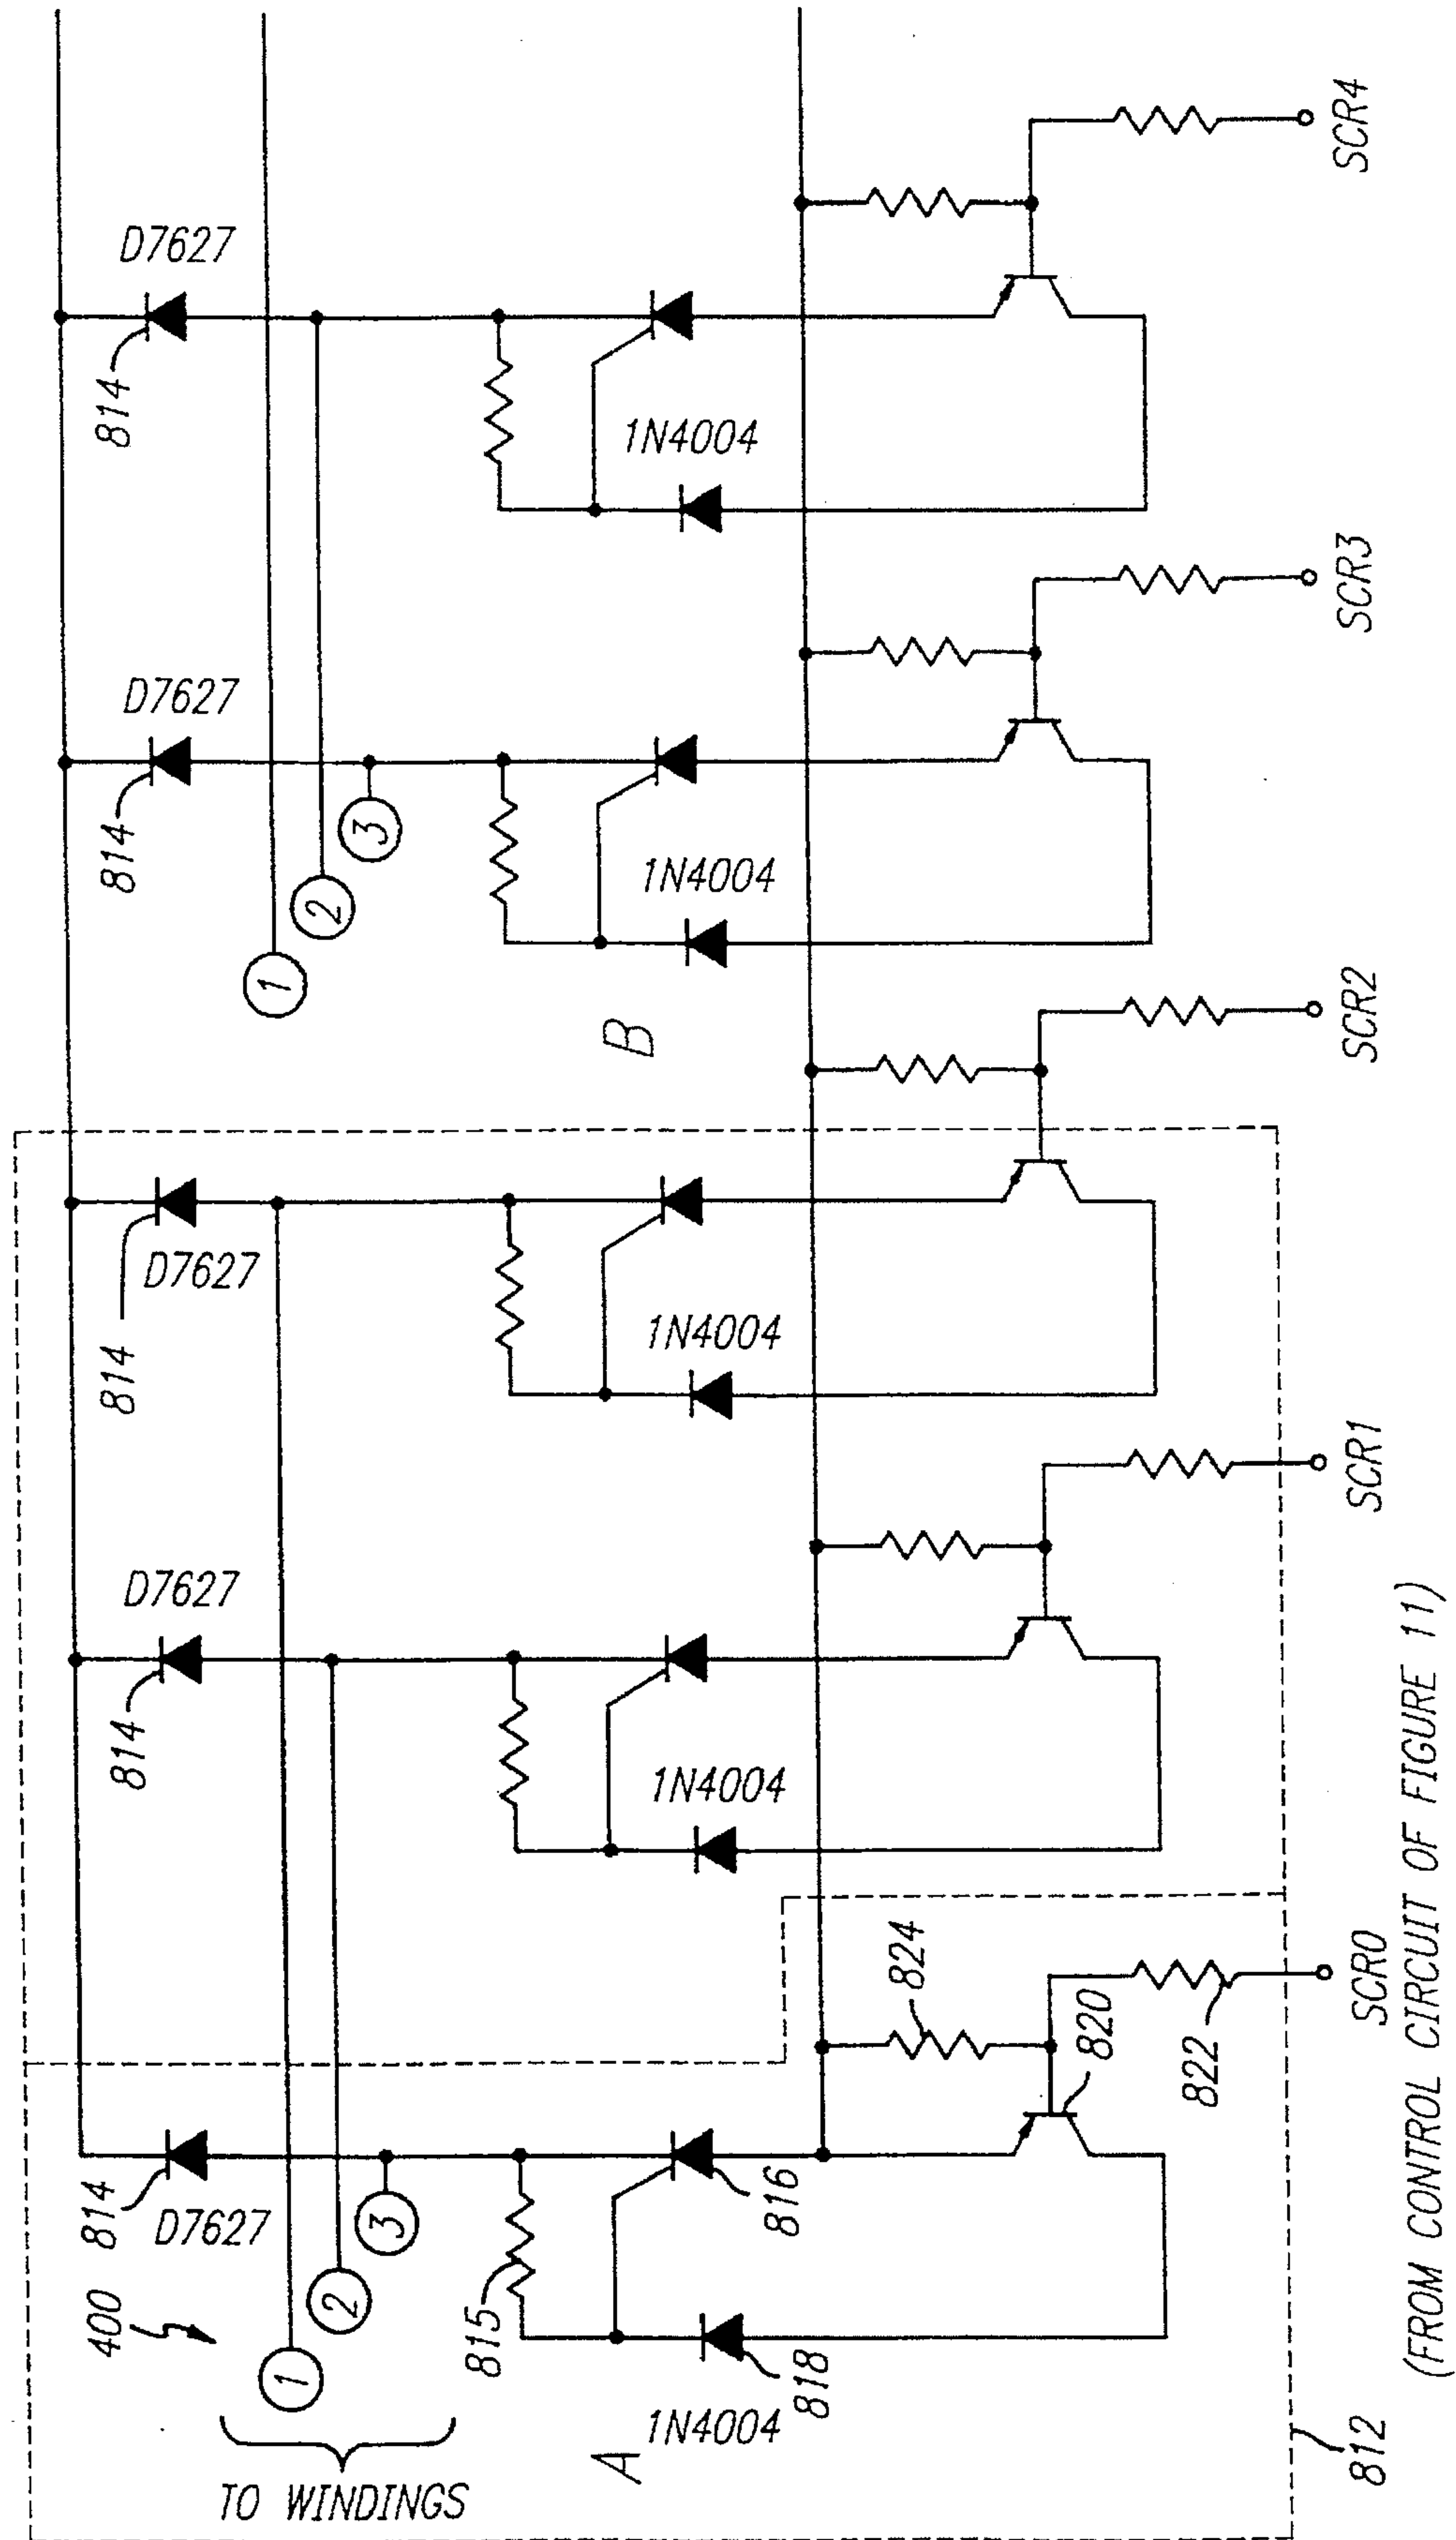 400
TO WINDINGS
1
2
3
814
D7627
815
816
818
1N4004
A
824
820
822
SCR0
812
814
D7627
1N4004
SCR1
814
D7627
1N4004
SCR2
B
1
2
3
814
D7627
1N4004
SCR3
814
D7627
1N4004
SCR4
(FROM CONTROL CIRCUIT OF FIGURE 11)